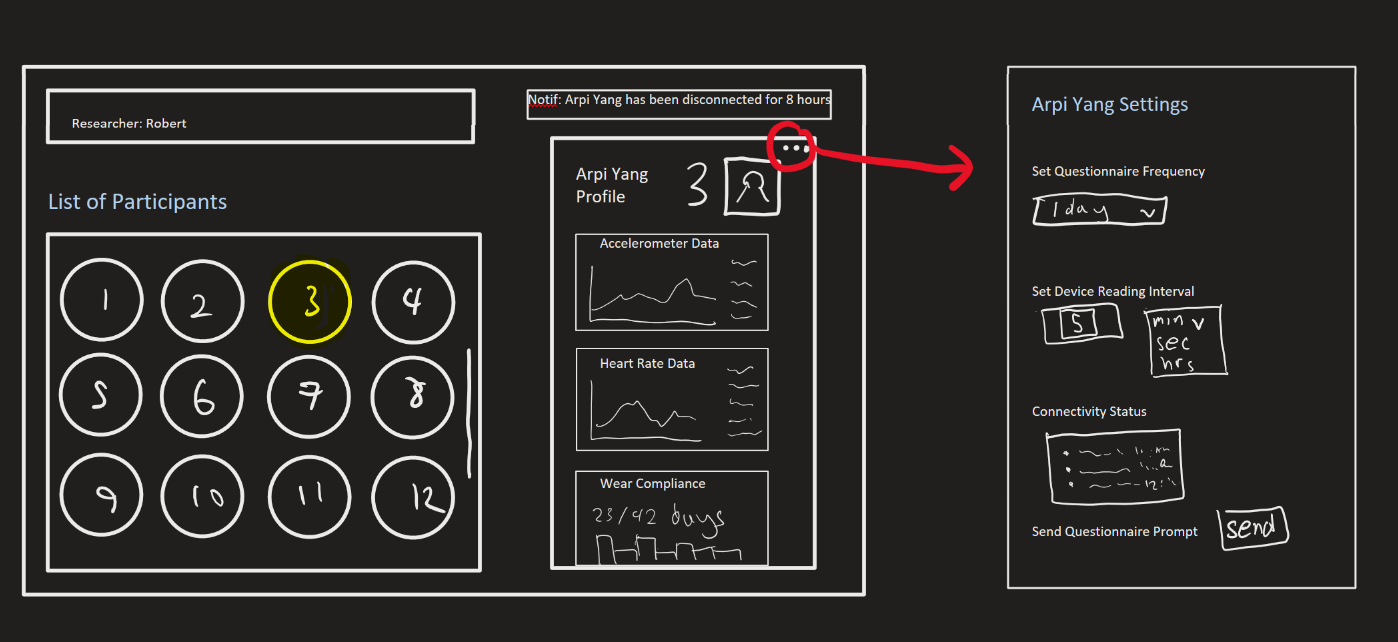 Researcher: Robert
Notif: Arpi Yang has been disconnected for 8 hours
List of Participants
1 2 3 4
5 6 7 8
9 10 11 12
Arpi Yang
Profile
3
Accelerometer Data
Heart Rate Data
Wear Compliance
23/42 days
Arpi Yang Settings
Set Questionnaire Frequency
1 day
Set Device Reading Interval
5
min
sec
hrs
Connectivity Status
Send Questionnaire Prompt
send